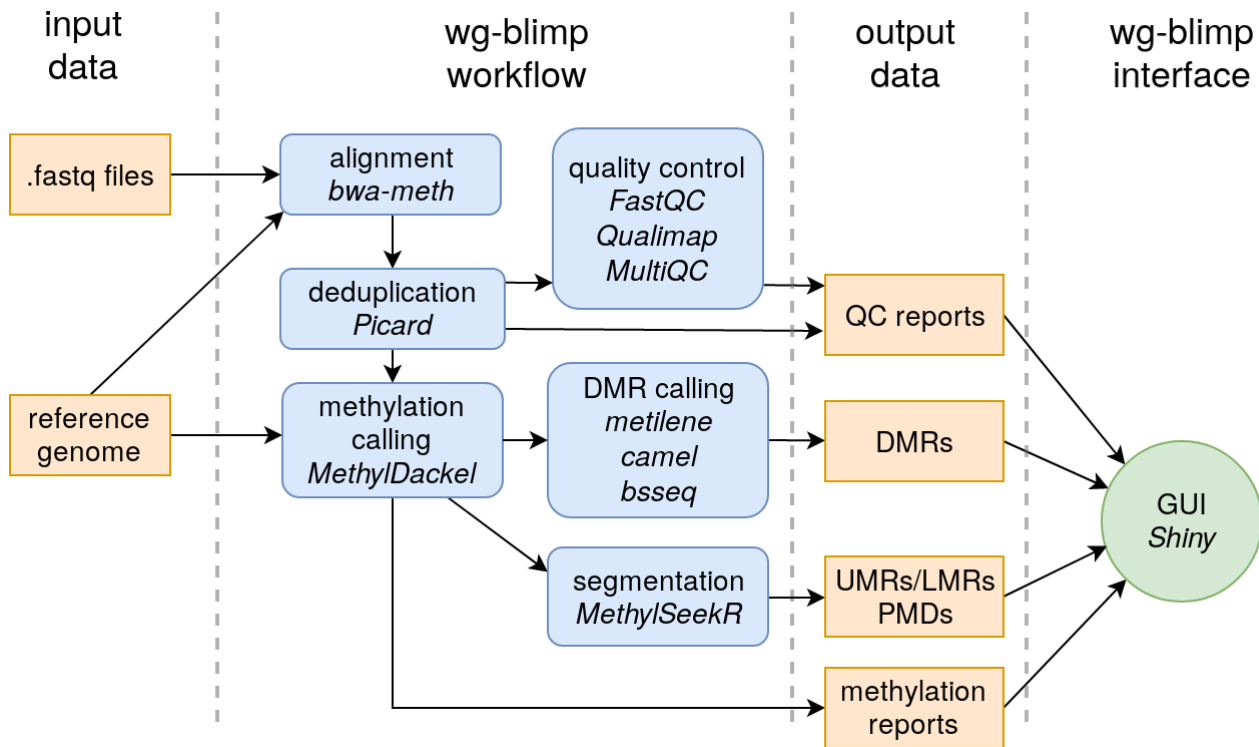 input
data
wg-blimp
workflow
output
data
wg-blimp
interface
.fastq files
reference
genome
alignment
bwa-meth
deduplication
Picard
methylation
calling
MethylDackel
quality control
FastQC
Qualimap
MultiQC
DMR calling
metilene
camel
bsseq
segmentation
MethylSeekR
QC reports
DMRs
UMRs/LMRs
PMDs
methylation
reports
GUI
Shiny